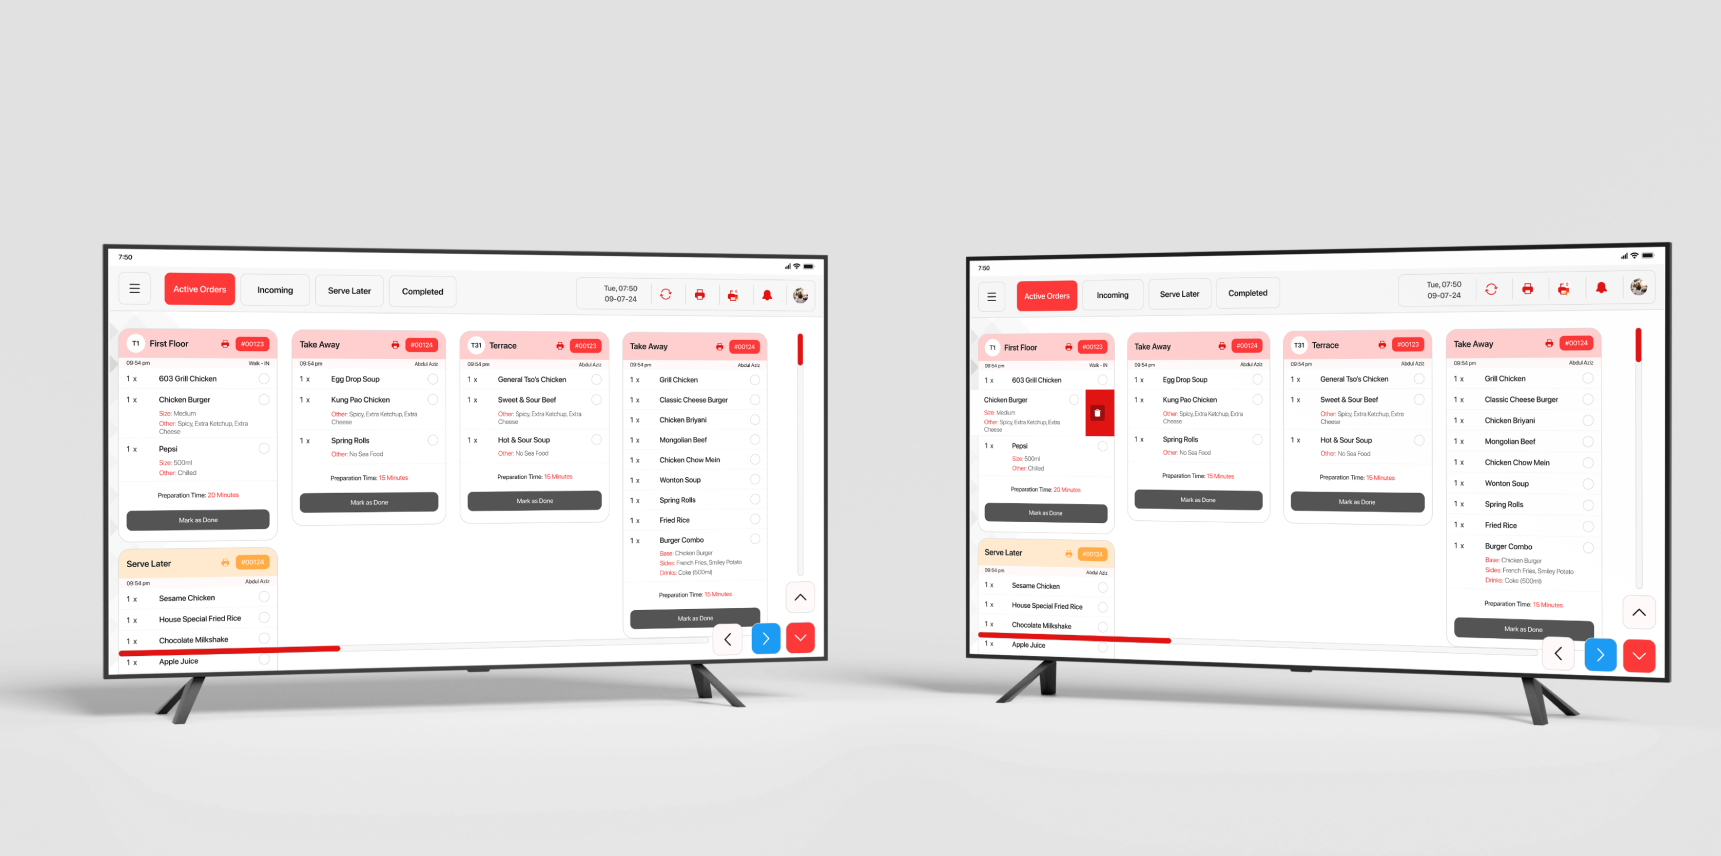 7:50
Active Orders
Incoming
Serve Later
Completed
Tue, 07:50
09-07-24
T1 First Floor #00123
09:54 pm Walk - IN
1 x 603 Grill Chicken
1 x Chicken Burger
Size: Medium
Other: Spicy, Extra Ketchup, Extra
Cheese
1 x Pepsi
Size: 500ml
Other: Chilled
Preparation Time: 20 Minutes
Mark as Done
Serve Later #00124
09:54 pm Abdul Aziz
1 x Sesame Chicken
1 x House Special Fried Rice
1 x Chocolate Milkshake
1 x Apple Juice
Take Away #00124
09:54 pm Abdul Aziz
1 x Egg Drop Soup
1 x Kung Pao Chicken
Other: Spicy, Extra Ketchup, Extra
Cheese
1 x Spring Rolls
Other: No Sea Food
Preparation Time: 15 Minutes
Mark as Done
T31 Terrace #00123
09:54 pm Abdul Aziz
1 x General Tso's Chicken
1 x Sweet & Sour Beef
Other: Spicy, Extra Ketchup, Extra
Cheese
1 x Hot & Sour Soup
Other: No Sea Food
Preparation Time: 15 Minutes
Mark as Done
Take Away #00124
09:54 pm Abdul Aziz
1 x Grill Chicken
1 x Classic Cheese Burger
1 x Chicken Briyani
1 x Mongolian Beef
1 x Chicken Chow Mein
1 x Wonton Soup
1 x Spring Rolls
1 x Fried Rice
1 x Burger Combo
Base: Chicken Burger
Sides: French Fries, Smiley Potato
Drinks: Coke (500ml)
Preparation Time: 15 Minutes
Mark as Done
7:50
Active Orders
Incoming
Serve Later
Completed
Tue, 07:50
09-07-24
T1 First Floor #00123
09:54 pm Walk - IN
1 x 603 Grill Chicken
Chicken Burger
Size: Medium
Other: Spicy, Extra Ketchup, Extra
Cheese
1 x Pepsi
Size: 500ml
Other: Chilled
Preparation Time: 20 Minutes
Mark as Done
Serve Later #00124
09:54 pm Abdul Aziz
1 x Sesame Chicken
1 x House Special Fried Rice
1 x Chocolate Milkshake
1 x Apple Juice
Take Away #00124
09:54 pm Abdul Aziz
1 x Egg Drop Soup
1 x Kung Pao Chicken
Other: Spicy, Extra Ketchup, Extra
Cheese
1 x Spring Rolls
Other: No Sea Food
Preparation Time: 15 Minutes
Mark as Done
T31 Terrace #00123
09:54 pm Abdul Aziz
1 x General Tso's Chicken
1 x Sweet & Sour Beef
Other: Spicy, Extra Ketchup, Extra
Cheese
1 x Hot & Sour Soup
Other: No Sea Food
Preparation Time: 15 Minutes
Mark as Done
Take Away #00124
09:54 pm Abdul Aziz
1 x Grill Chicken
1 x Classic Cheese Burger
1 x Chicken Briyani
1 x Mongolian Beef
1 x Chicken Chow Mein
1 x Wonton Soup
1 x Spring Rolls
1 x Fried Rice
1 x Burger Combo
Base: Chicken Burger
Sides: French Fries, Smiley Potato
Drinks: Coke (500ml)
Preparation Time: 15 Minutes
Mark as Done